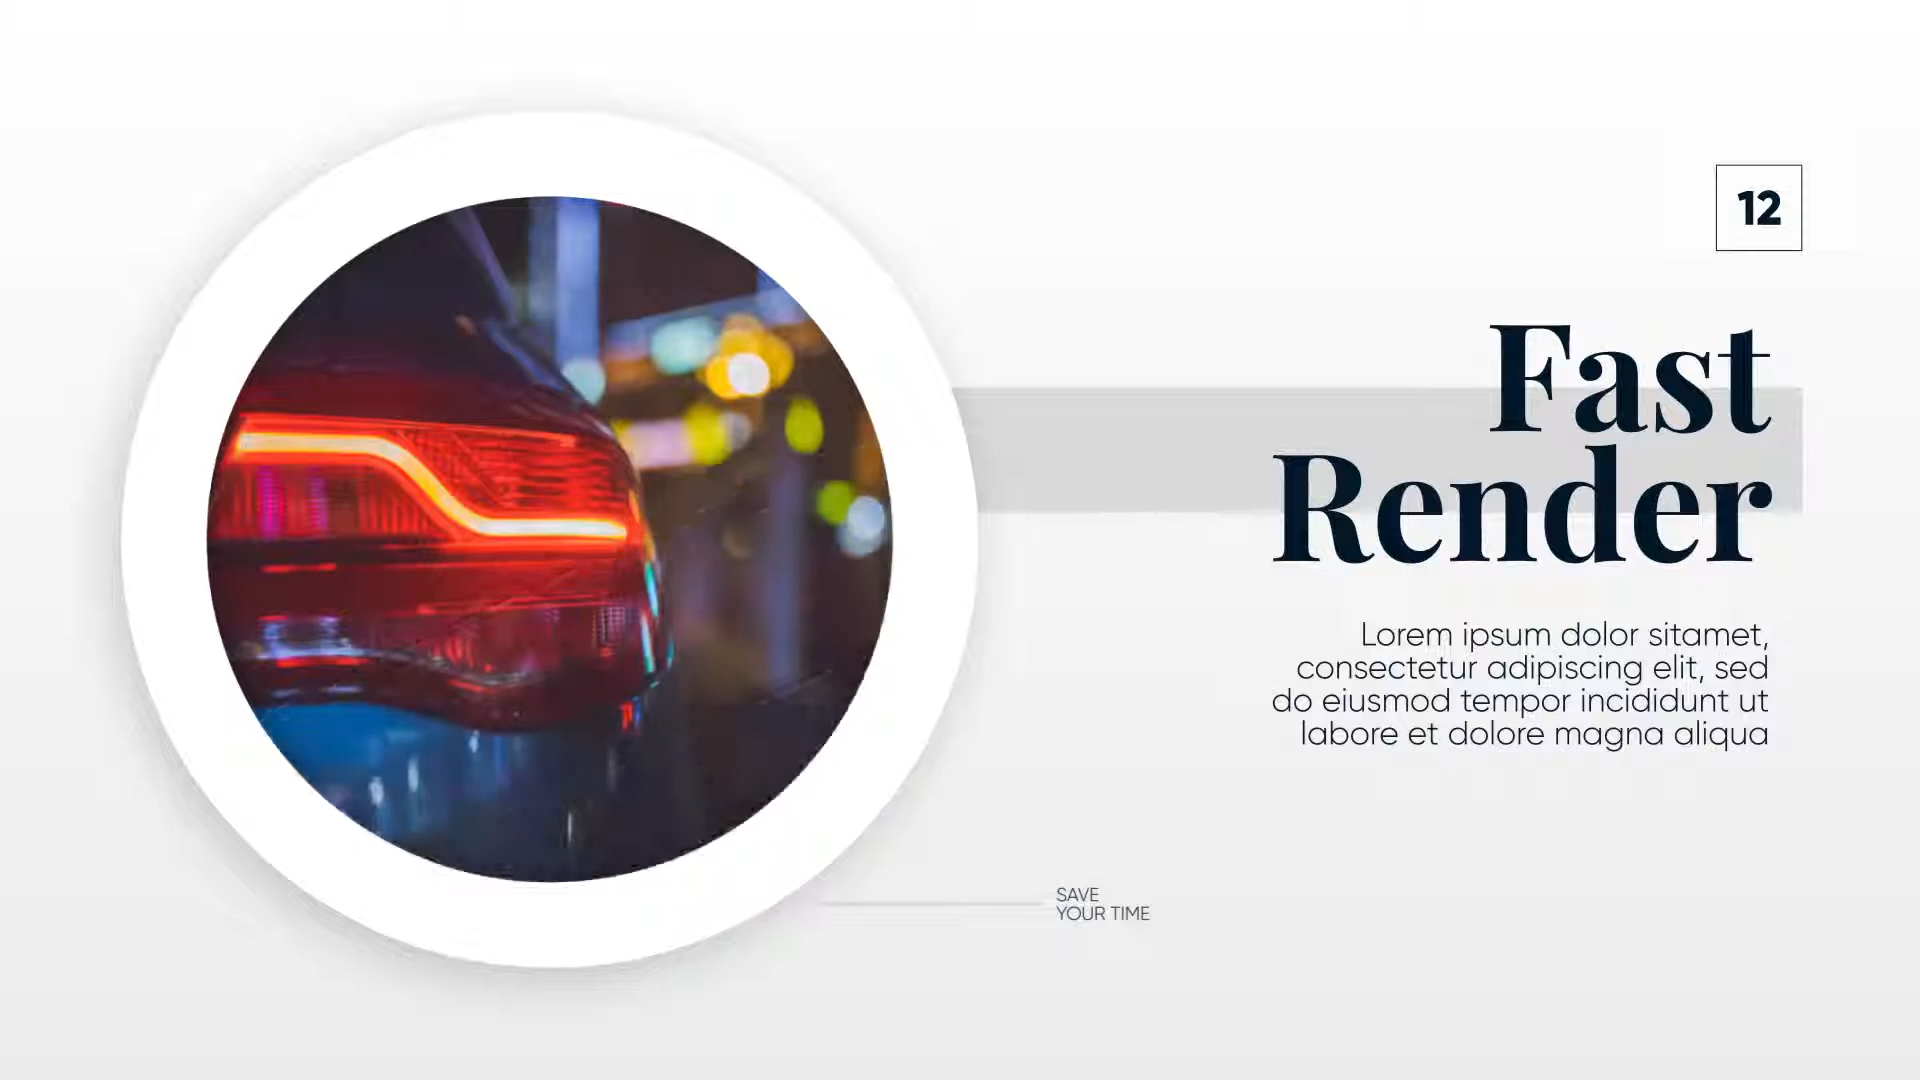 12
Fast
Render
Lorem ipsum dolor sitamet,
consectetur adipiscing elit, sed
do eiusmod tempor incididunt ut
labore et dolore magna aliqua
SAVE
YOUR TIME